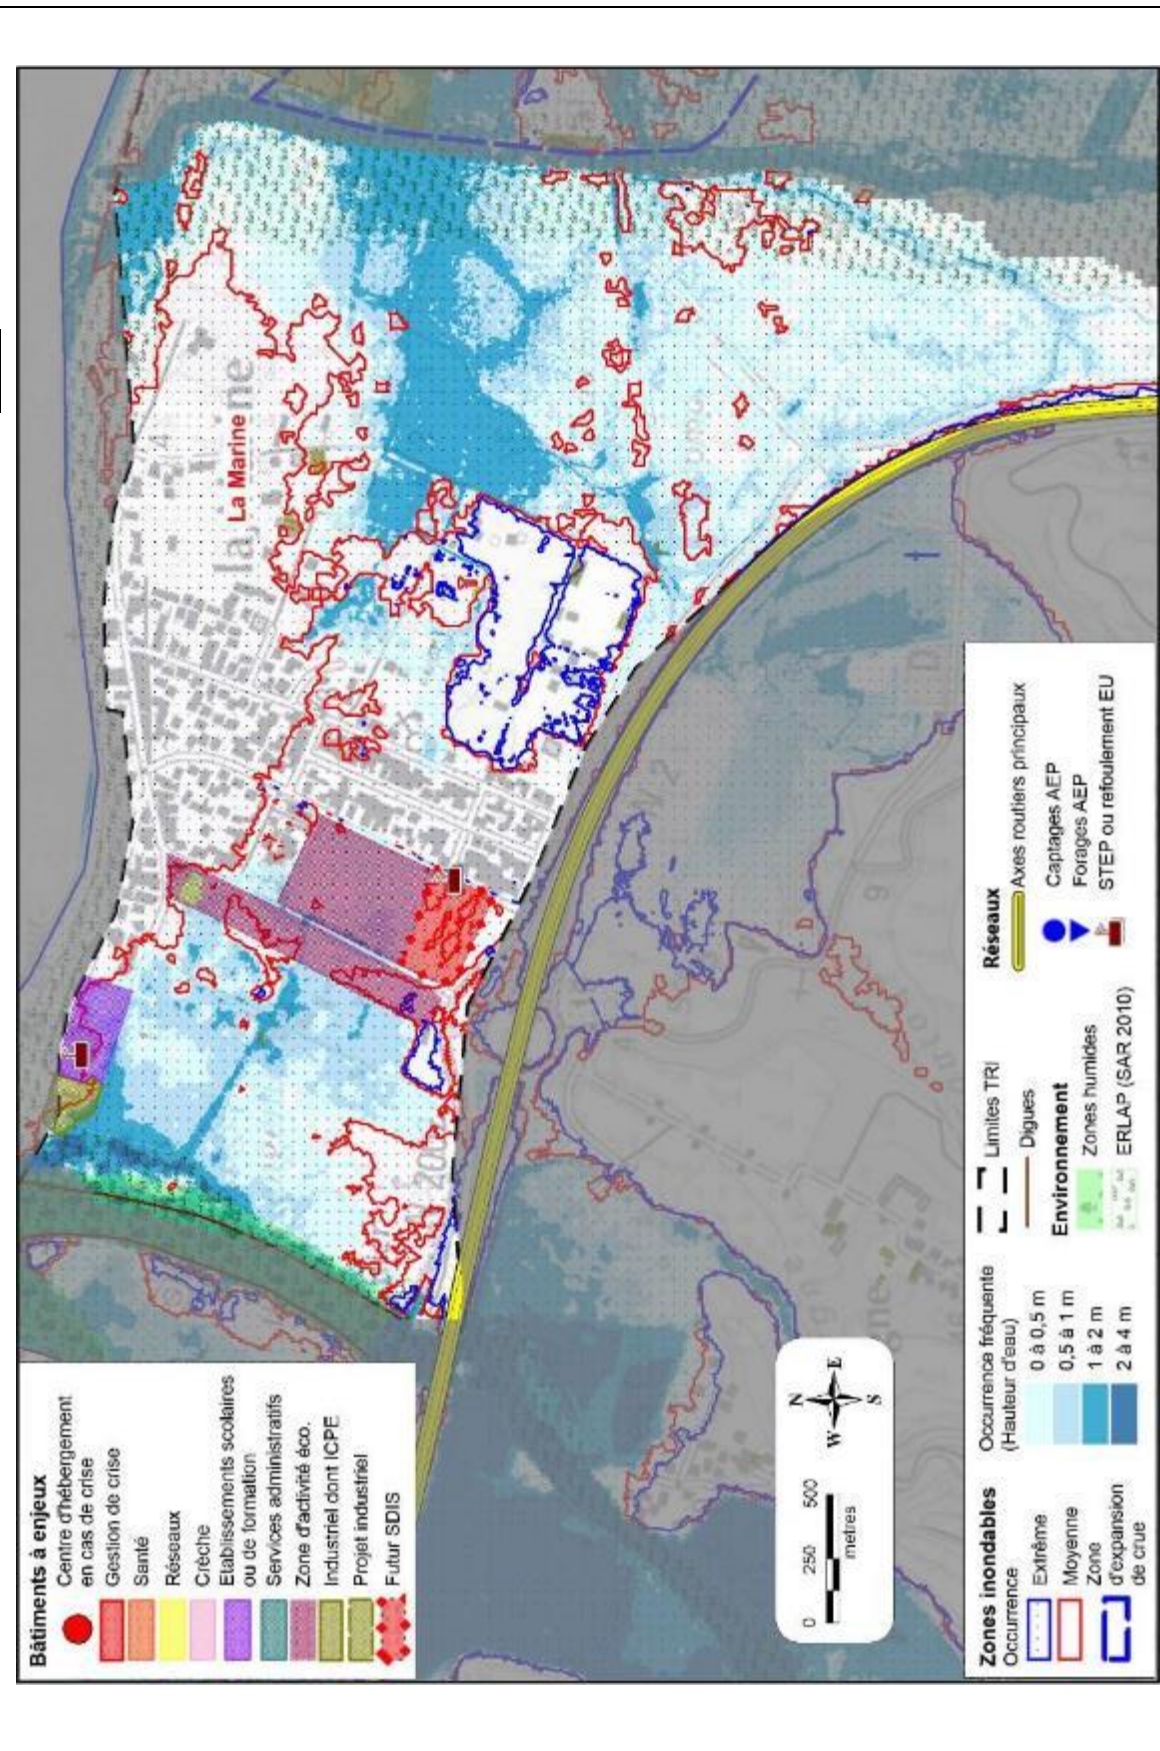 La Marine
la marine
200
Bâtiments à enjeux
Centre d'hébergement
en cas de crise
Gestion de crise
Santé
Réseaux
Crèche
Etablissements scolaires
ou de formation
Services administratifs
Zone d'activité éco.
Industriel dont ICPE
Projet industriel
Futur SDIS
0 250 500
metres
N
W E
S
Zones inondables
Occurrence
Extrême
Moyenne
Zone
d'expansion
de crue
Occurrence fréquente
(Hauteur d'eau)
0 à 0,5 m
0,5 à 1 m
1 à 2 m
2 à 4 m
Limites TRI
Digues
Environnement
Zones humides
ERLAP (SAR 2010)
Réseaux
Axes routiers principaux
Captages AEP
Forages AEP
STEP ou refoulement EU